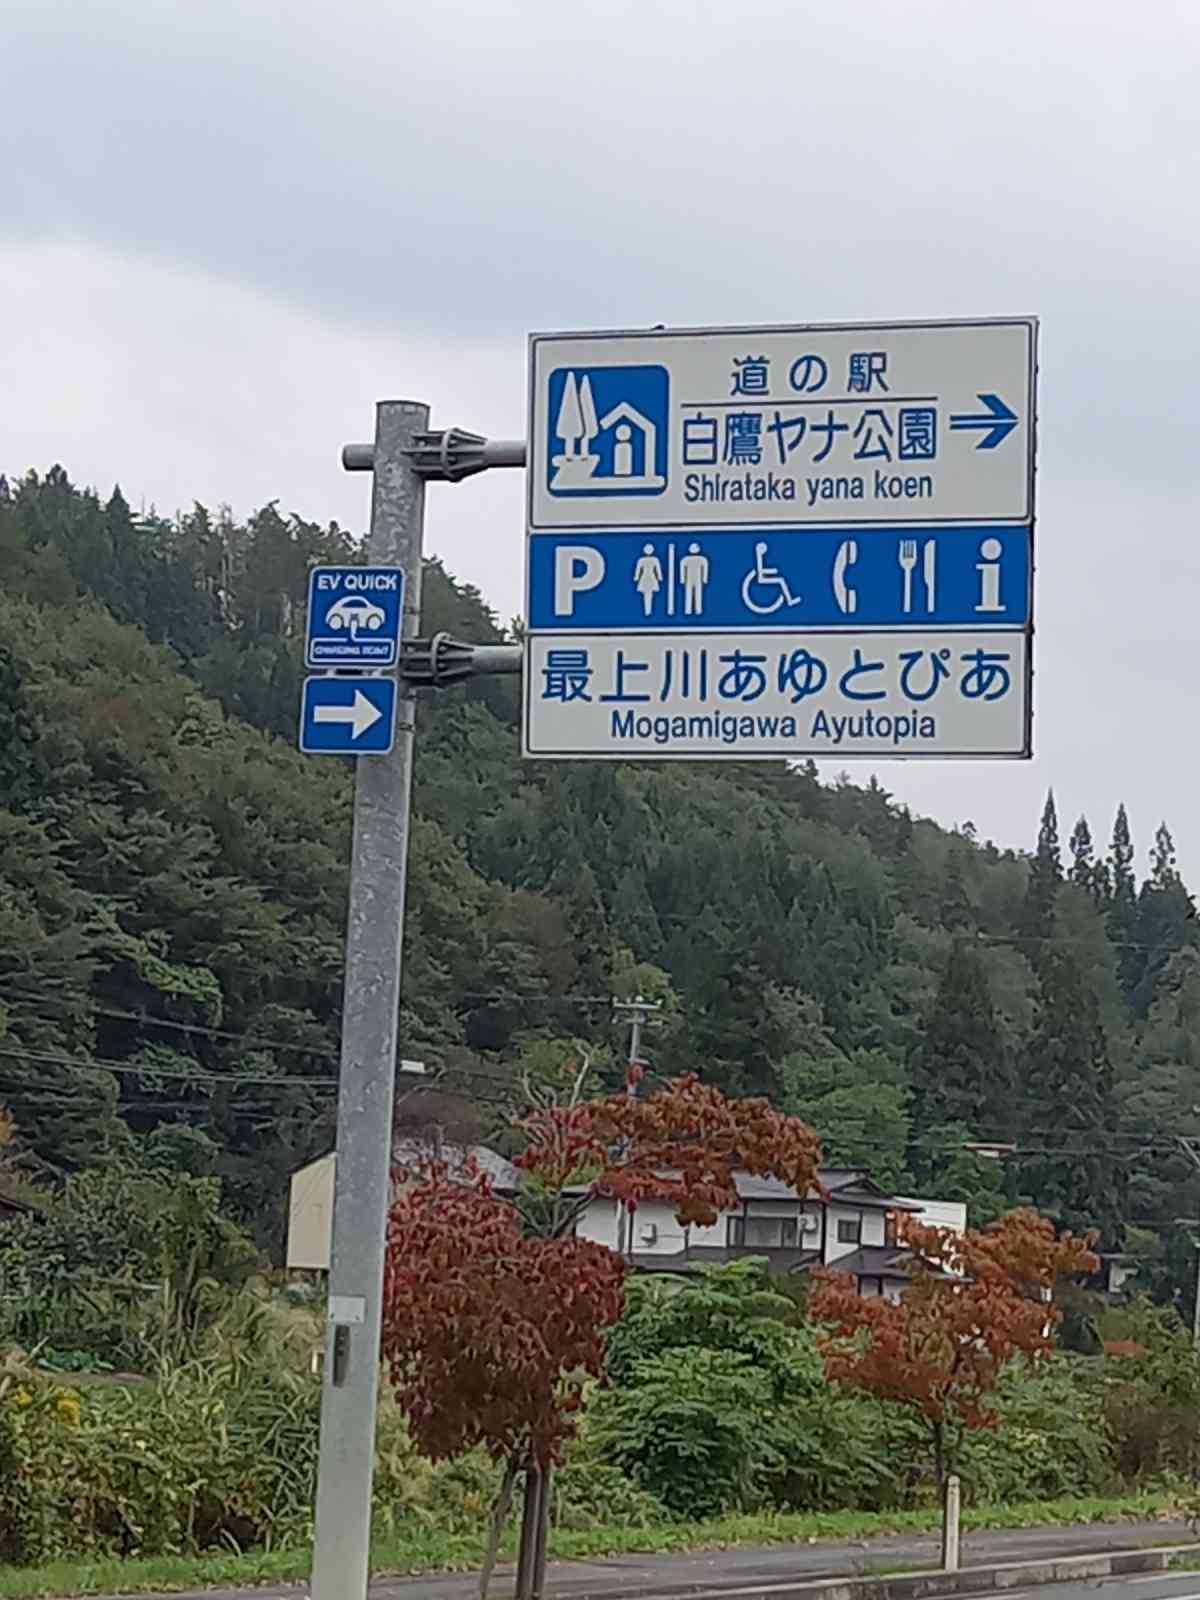 道の駅
白鷹ヤナ公園
Shirataka yana koen
P
最上川あゆとぴあ
Mogamigawa Ayutopia
EV QUICK
CHARGING POINT